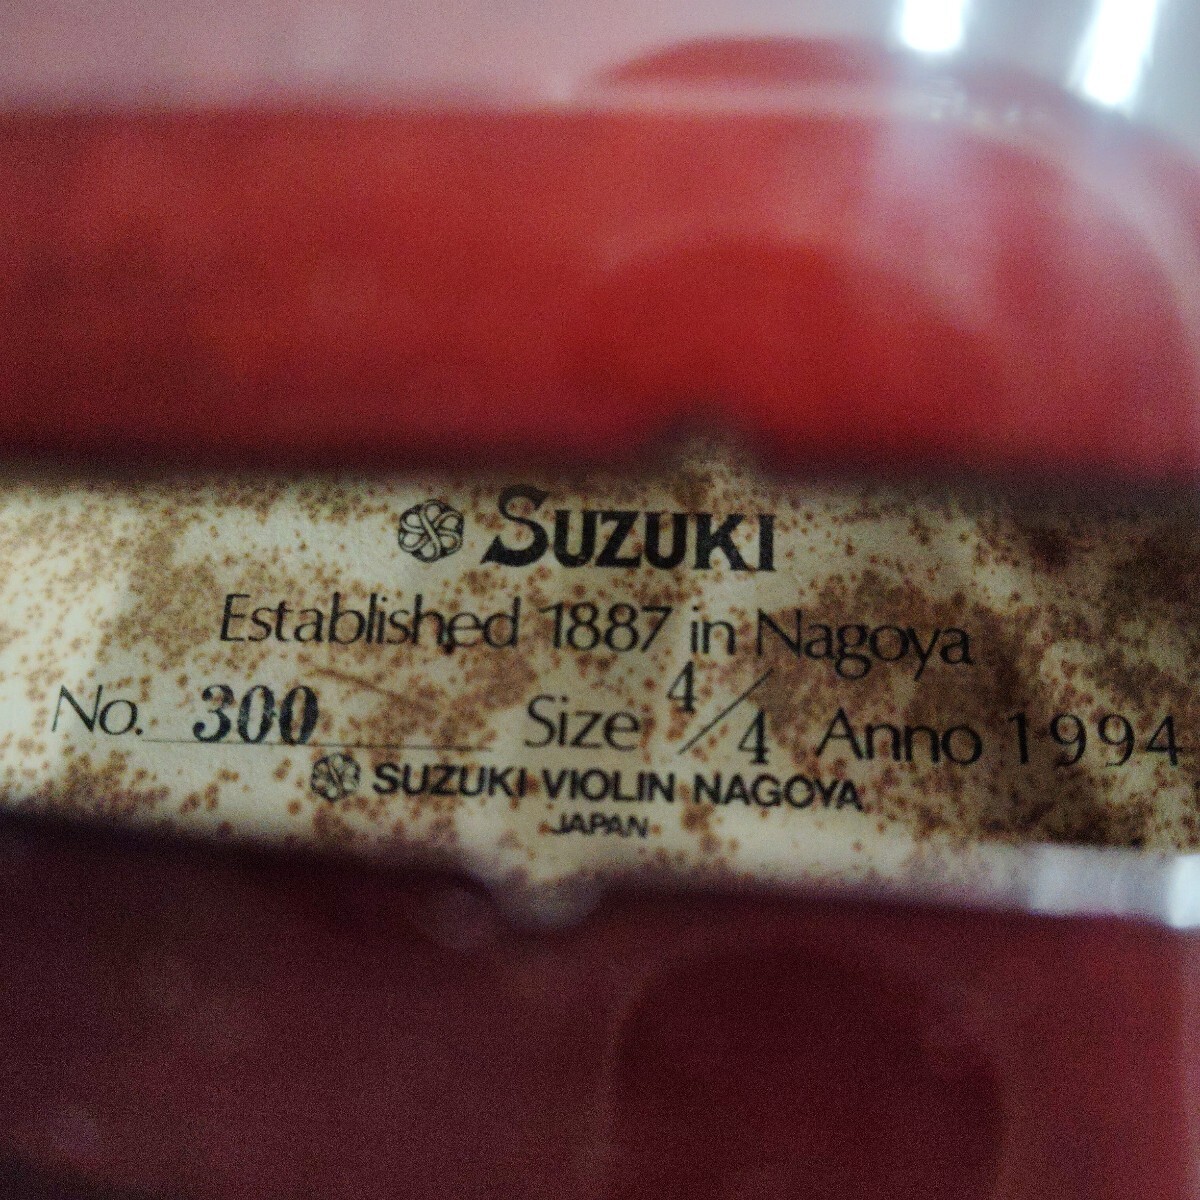 SUZUKI
Established 1887 in Nagoya
No. 300 Size 4/4 Anno 1994
SUZUKI VIOLIN NAGOYA
JAPAN